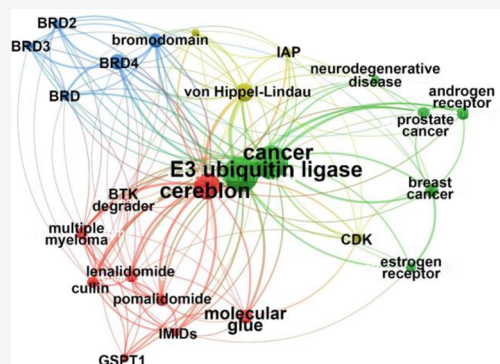 BRD2
BRD3
bromodomain
BRD4
IAP
BRD
von Hippel-Lindau
neurodegenerative
disease
androgen
receptor
prostate
cancer
cancer
E3 ubiquitin ligase
cereblon
BTK
degrader
breast
cancer
multiple
myeloma
CDK
lenalidomide
cullin
estrogen
receptor
pomalidomide
molecular
glue
IMIDs
GSPT1